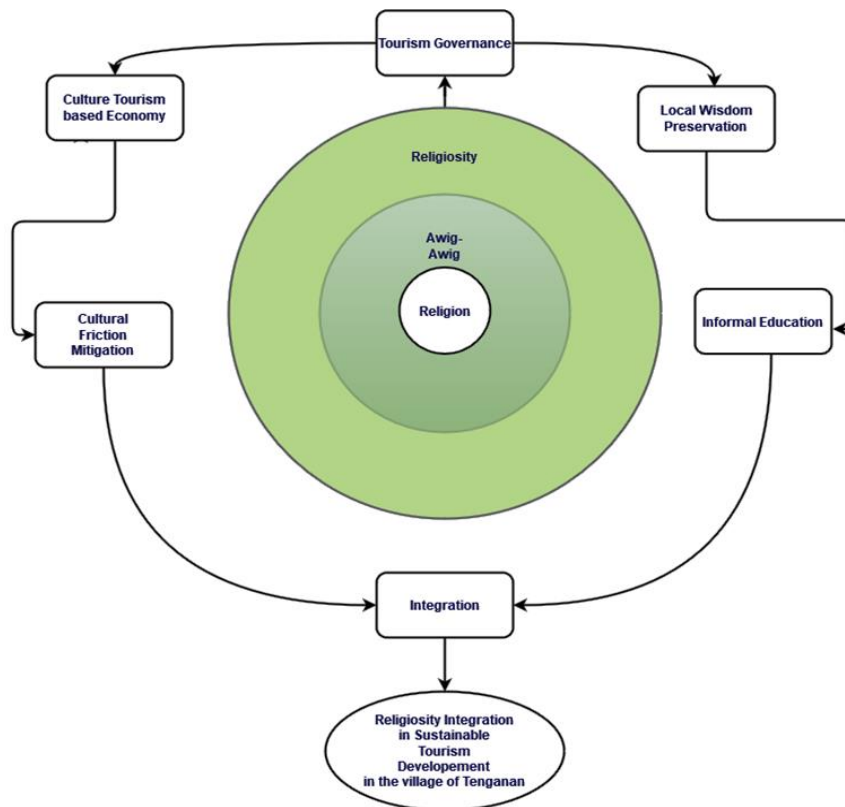 Tourism Governance
Culture Tourism
based Economy
Local Wisdom
Preservation
Religiosity
Awig-
Awig
Religion
Cultural
Friction
Mitigation
Informal Education
Integration
Religiosity Integration
in Sustainable
Tourism
Developement
in the village of Tenganan